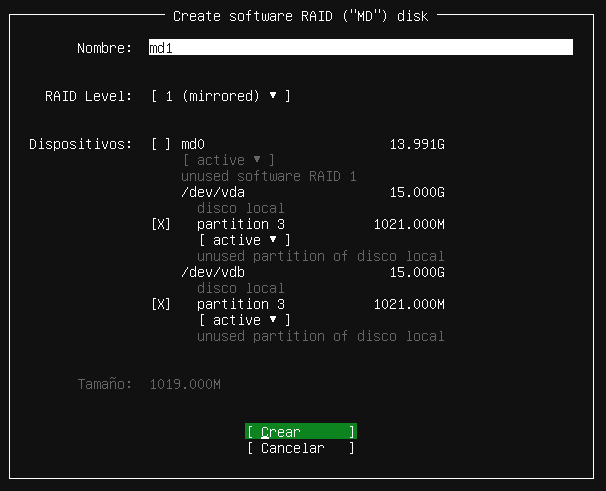 Create software RAID ("MD") disk
Nombre: md1
RAID Level: [ 1 (mirrored) ▼ ]
Dispositivos: [ ] md0 13.991G
[ active ▼ ]
unused software RAID 1
/dev/vda 15.000G
disco local
[X] partition 3 1021.000M
[ active ▼ ]
unused partition of disco local
/dev/vdb 15.000G
disco local
[X] partition 3 1021.000M
[ active ▼ ]
unused partition of disco local
Tamaño: 1019.000M
[ Crear ]
[ Cancelar ]